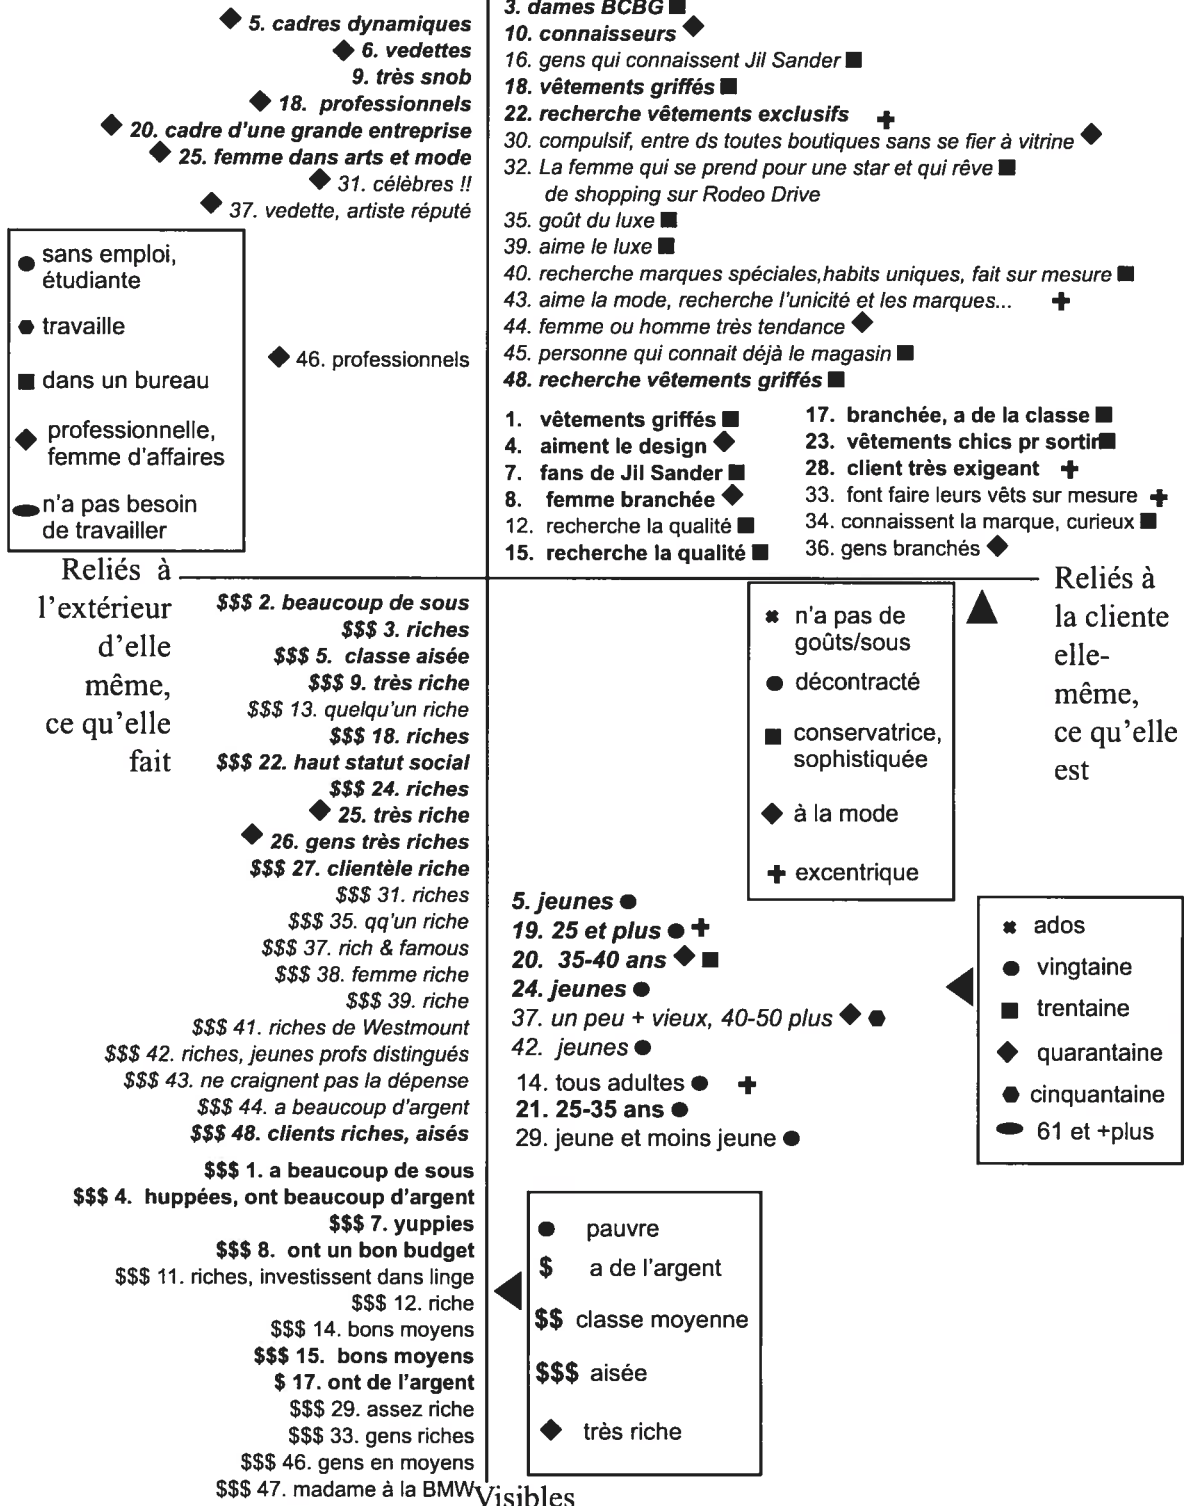 5. cadres dynamiques
6. vedettes
9. très snob
18. professionnels
20. cadre d'une grande entreprise
25. femme dans arts et mode
31. célèbres !!
37. vedette, artiste réputé
sans emploi,
étudiante
travaille
dans un bureau
professionnelle,
femme d'affaires
n'a pas besoin
de travailler
46. professionnels
3. dames BCBG
10. connaisseurs
16. gens qui connaissent Jil Sander
18. vêtements griffés
22. recherche vêtements exclusifs
30. compulsif, entre ds toutes boutiques sans se fier à vitrine
32. La femme qui se prend pour une star et qui rêve
de shopping sur Rodeo Drive
35. goût du luxe
39. aime le luxe
40. recherche marques spéciales,habits uniques, fait sur mesure
43. aime la mode, recherche l'unicité et les marques...
44. femme ou homme très tendance
45. personne qui connait déjà le magasin
48. recherche vêtements griffés
1. vêtements griffés
4. aiment le design
7. fans de Jil Sander
8. femme branchée
12. recherche la qualité
15. recherche la qualité
17. branchée, a de la classe
23. vêtements chics pr sortir
28. client très exigeant
33. font faire leurs vêts sur mesure
34. connaissent la marque, curieux
36. gens branchés
Reliés à
l'extérieur
d'elle
même,
ce qu'elle
fait
Reliés à
la cliente
elle-
même,
ce qu'elle
est
$$$ 2. beaucoup de sous
$$$ 3. riches
$$$ 5. classe aisée
$$$ 9. très riche
$$$ 13. quelqu'un riche
$$$ 18. riches
$$$ 22. haut statut social
$$$ 24. riches
25. très riche
26. gens très riches
$$$ 27. clientèle riche
$$$ 31. riches
$$$ 35. qq'un riche
$$$ 37. rich & famous
$$$ 38. femme riche
$$$ 39. riche
$$$ 41. riches de Westmount
$$$ 42. riches, jeunes profs distingués
$$$ 43. ne craignent pas la dépense
$$$ 44. a beaucoup d'argent
$$$ 48. clients riches, aisés
$$$ 1. a beaucoup de sous
$$$ 4. huppées, ont beaucoup d'argent
$$$ 7. yuppies
$$$ 8. ont un bon budget
$$$ 11. riches, investissent dans linge
$$$ 12. riche
$$$ 14. bons moyens
$$$ 15. bons moyens
$ 17. ont de l'argent
$$$ 29. assez riche
$$$ 33. gens riches
$$$ 46. gens en moyens
$$$ 47. madame à la BMW
n'a pas de
goûts/sous
décontracté
conservatrice,
sophistiquée
à la mode
excentrique
5. jeunes
19. 25 et plus
20. 35-40 ans
24. jeunes
37. un peu + vieux, 40-50 plus
42. jeunes
14. tous adultes
21. 25-35 ans
29. jeune et moins jeune
ados
vingtaine
trentaine
quarantaine
cinquantaine
61 et +plus
pauvre
$ a de l'argent
$$ classe moyenne
$$$ aisée
très riche
Visibles